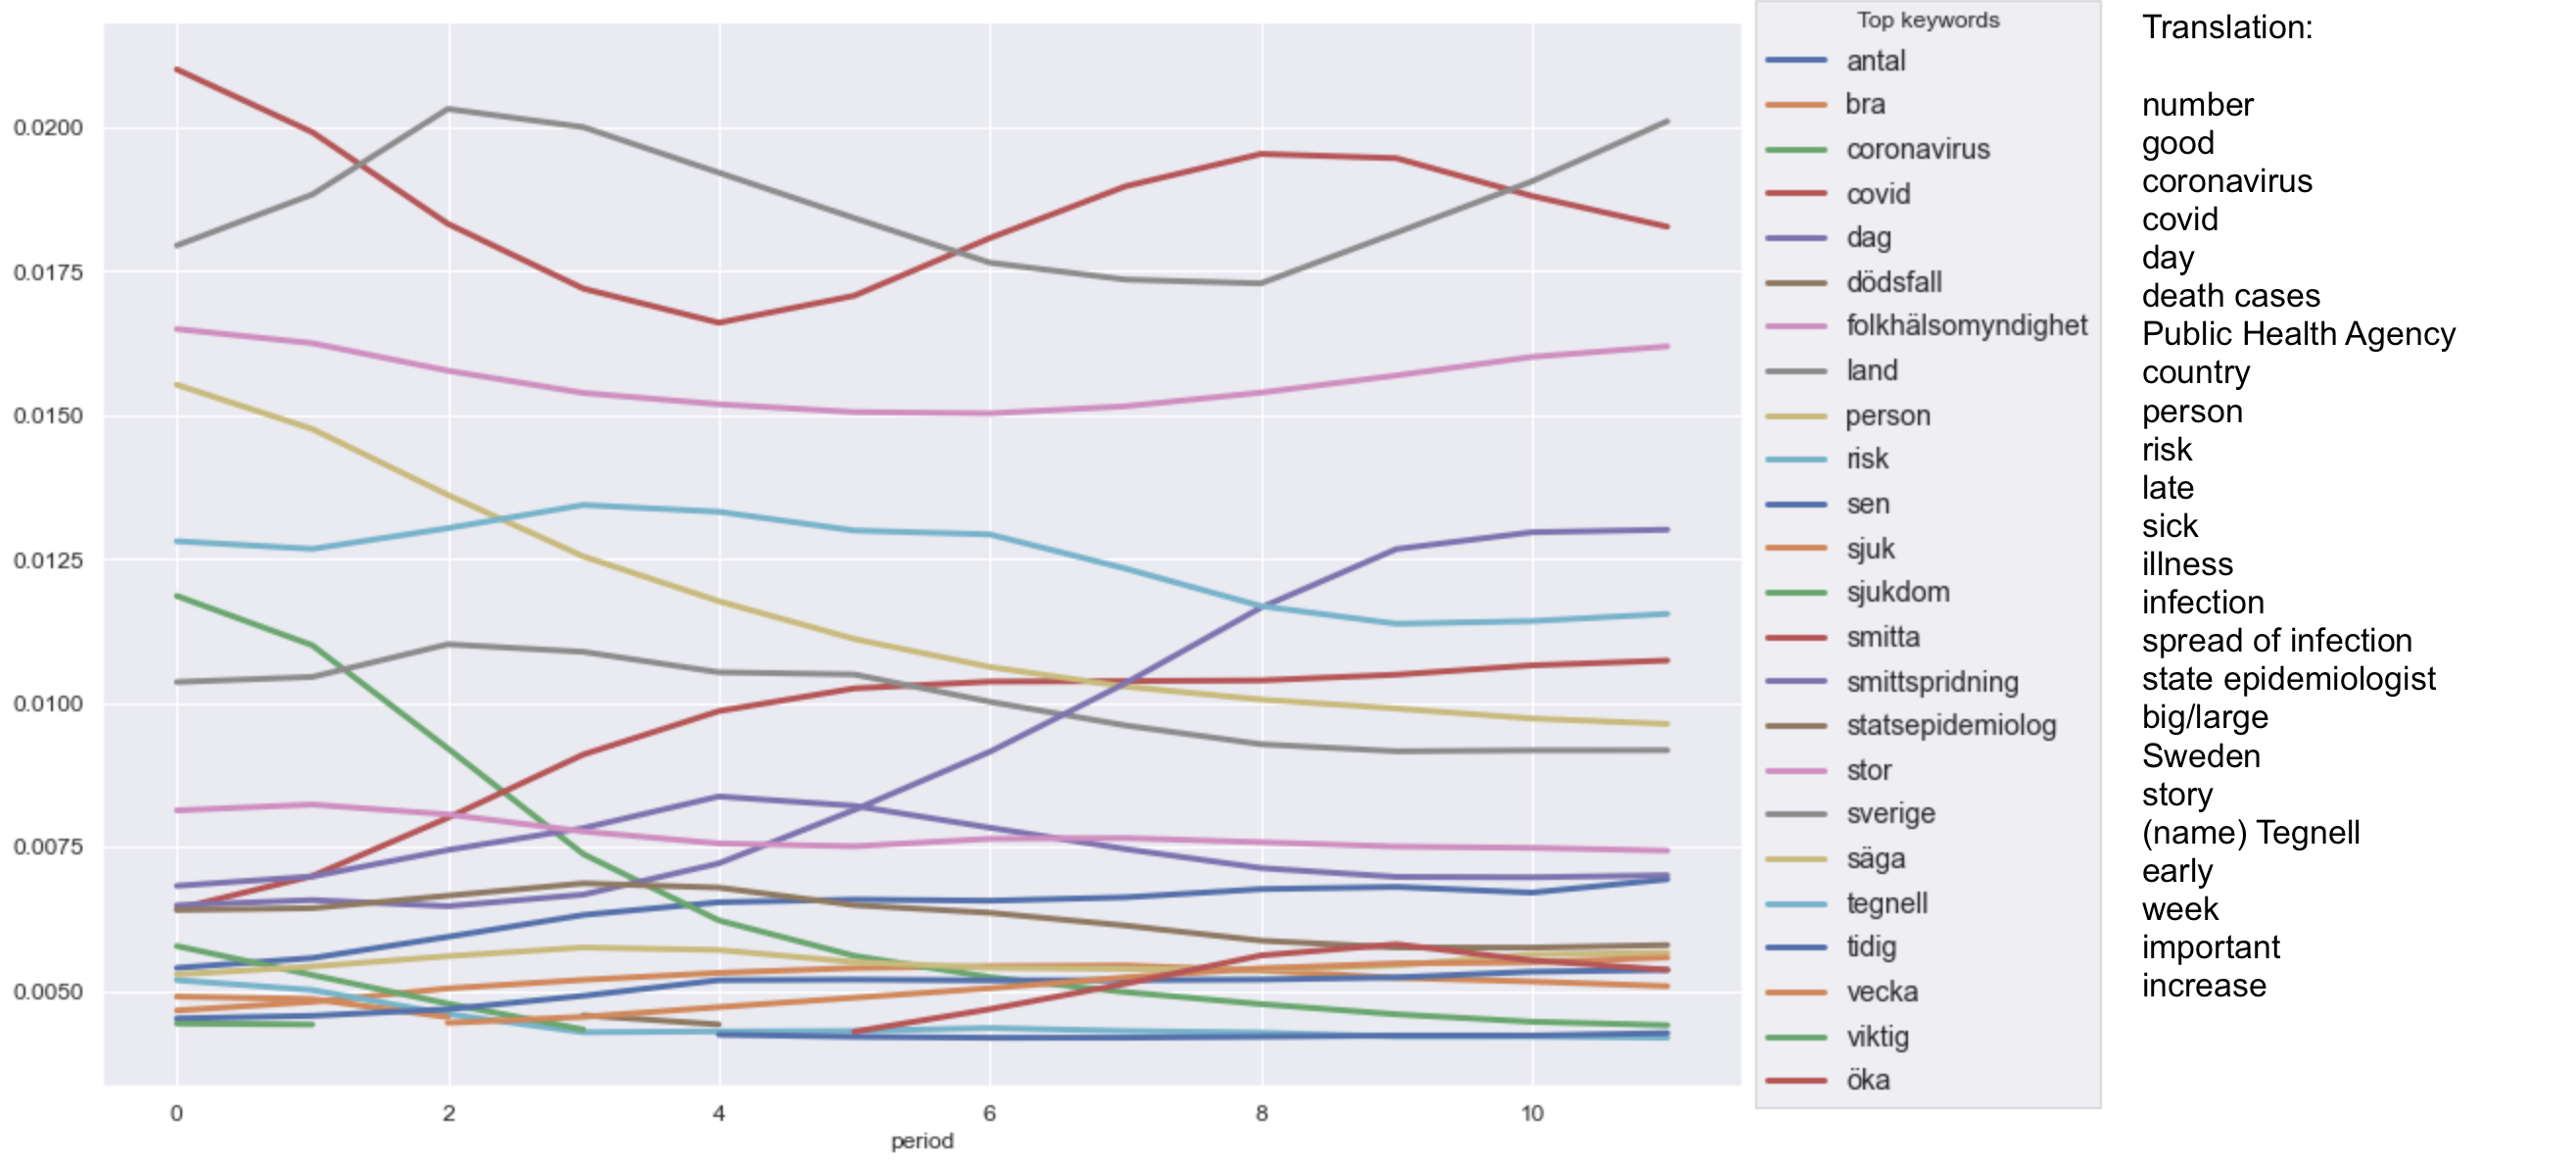 0.0200
0.0175
0.0150
0.0125
0.0100
0.0075
0.0050
0 2 4 6 8 10
period
Top keywords
antal
bra
coronavirus
covid
dag
dödsfall
folkhälsomyndighet
land
person
risk
sen
sjuk
sjukdom
smitta
smittspridning
statsepidemiolog
stor
sverige
säga
tegnell
tidig
vecka
viktig
öka
Translation:
number
good
coronavirus
covid
day
death cases
Public Health Agency
country
person
risk
late
sick
illness
infection
spread of infection
state epidemiologist
big/large
Sweden
story
(name) Tegnell
early
week
important
increase